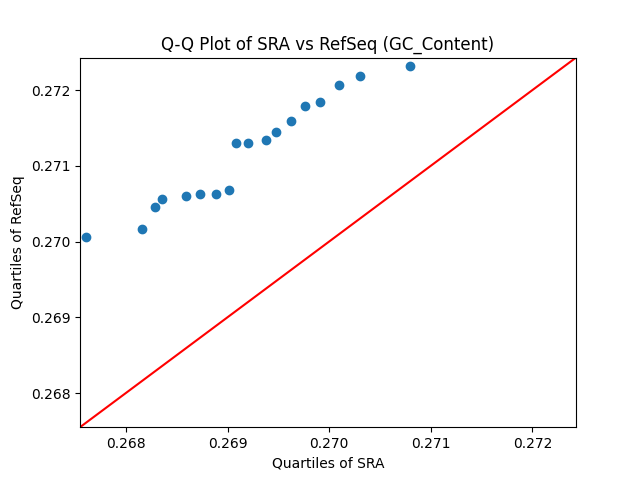 Q-Q Plot of SRA vs RefSeq (GC_Content)
0.272
0.271
0.270
0.269
0.268
Quartiles of RefSeq
0.268 0.269 0.270 0.271 0.272
Quartiles of SRA